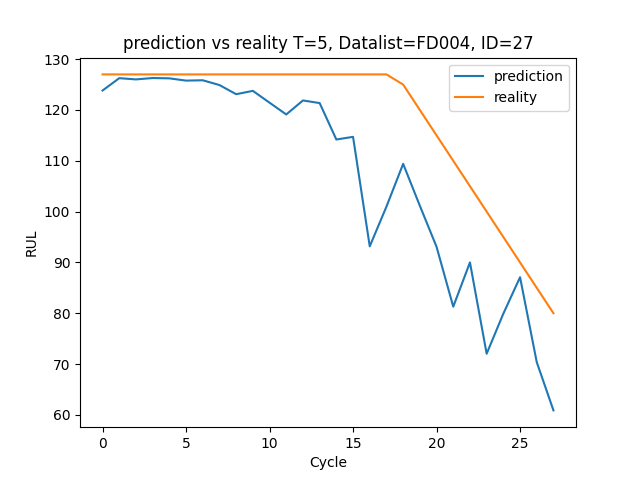 prediction vs reality T=5, Datalist=FD004, ID=27
130
120
110
100
90
80
70
60
RUL
prediction
reality
0 5 10 15 20 25
Cycle